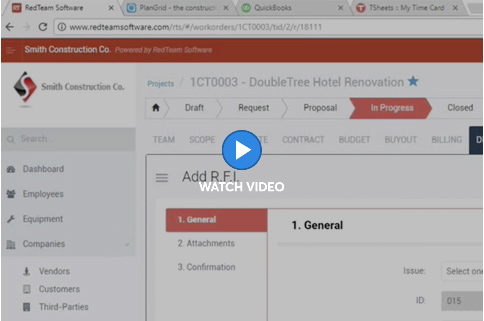 RedTeam Software
PlanGrid - the construct
QuickBooks
TSheets :: My Time Card
www.redteamsoftware.com/rts/#/workorders/1CT0003/tid/2/r/18111
Smith Construction Co. Powered by RedTeam Software
Smith Construction Co.
Projects / 1CT0003 - DoubleTree Hotel Renovation
Draft Request Proposal In Progress Closed
Search...
TEAM SCOPE TE CONTRACT BUDGET BUYOUT BILLING D
Dashboard
Employees
Equipment
Companies
Vendors
Customers
Third-Parties
Add R.F.I.
WATCH VIDEO
1. General
2. Attachments
3. Confirmation
1. General
Issue: Select one
ID: 015